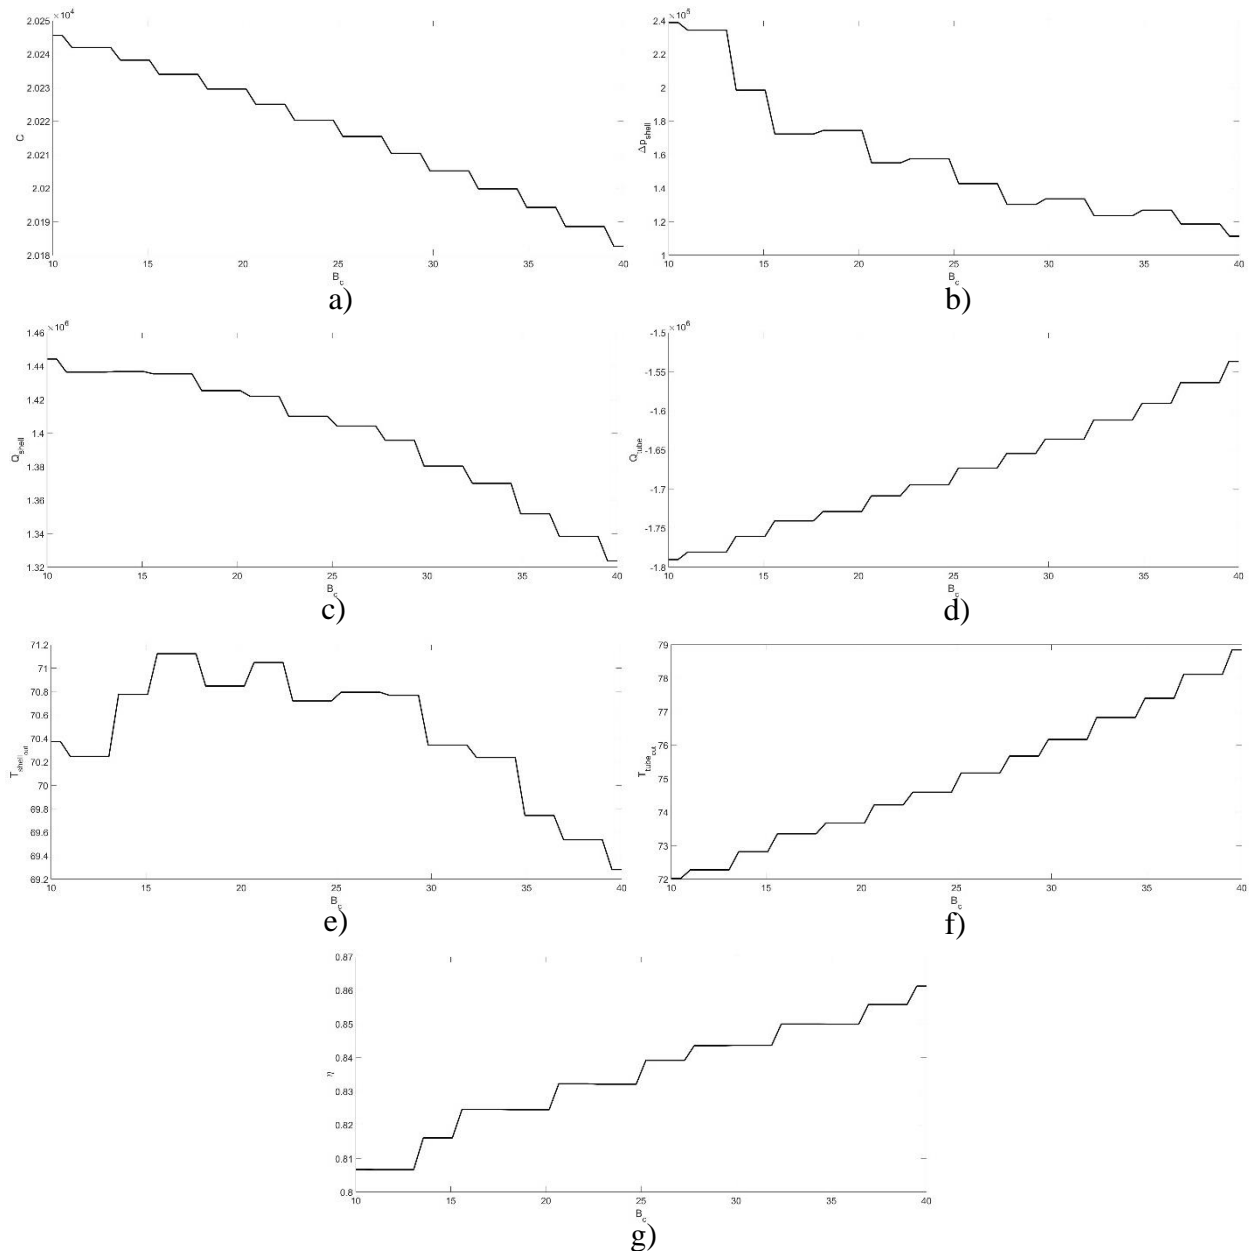 ×10⁴
2.025
2.024
2.023
2.022
2.021
2.02
2.019
2.018
C
10 15 20 25 30 35 40
B_c
a)
×10⁵
2.4
2.2
2
1.8
1.6
1.4
1.2
1
Δp_shell
10 15 20 25 30 35 40
B_c
b)
×10⁶
1.46
1.44
1.42
1.4
1.38
1.36
1.34
1.32
Q_shell
10 15 20 25 30 35 40
B_c
c)
×10⁶
-1.5
-1.55
-1.6
-1.65
-1.7
-1.75
-1.8
Q_tube
10 15 20 25 30 35 40
B_c
d)
71.2
71
70.8
70.6
70.4
70.2
70
69.8
69.6
69.4
69.2
T_shell_out
10 15 20 25 30 35 40
B_c
e)
79
78
77
76
75
74
73
72
T_tube_out
10 15 20 25 30 35 40
B_c
f)
0.87
0.86
0.85
0.84
0.83
0.82
0.81
0.8
η
10 15 20 25 30 35 40
B_c
g)